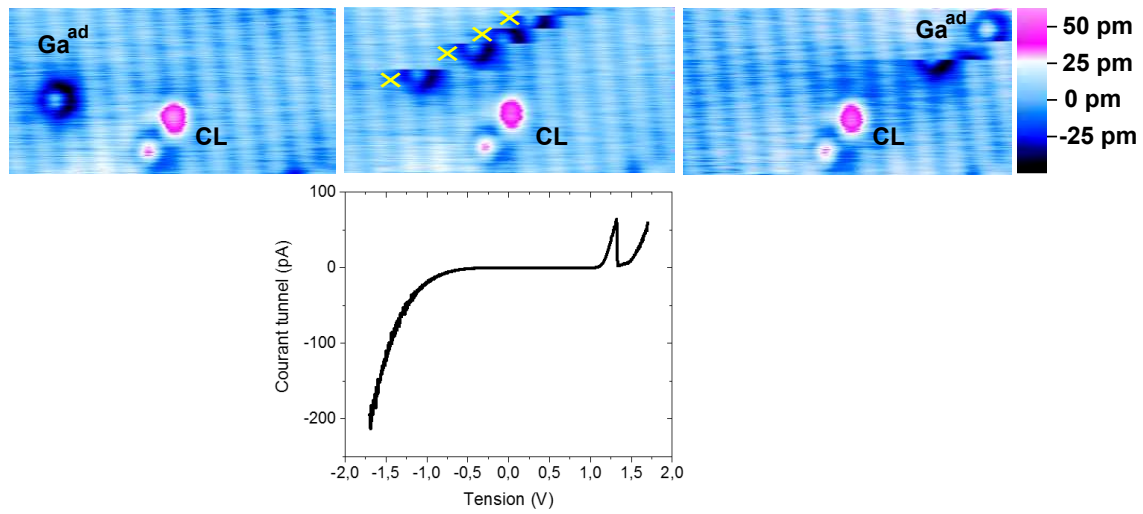 Ga^ad
CL
CL
Ga^ad
CL
50 pm
25 pm
0 pm
-25 pm
100
0
-100
-200
Courant tunnel (pA)
-2,0 -1,5 -1,0 -0,5 0,0 0,5 1,0 1,5 2,0
Tension (V)